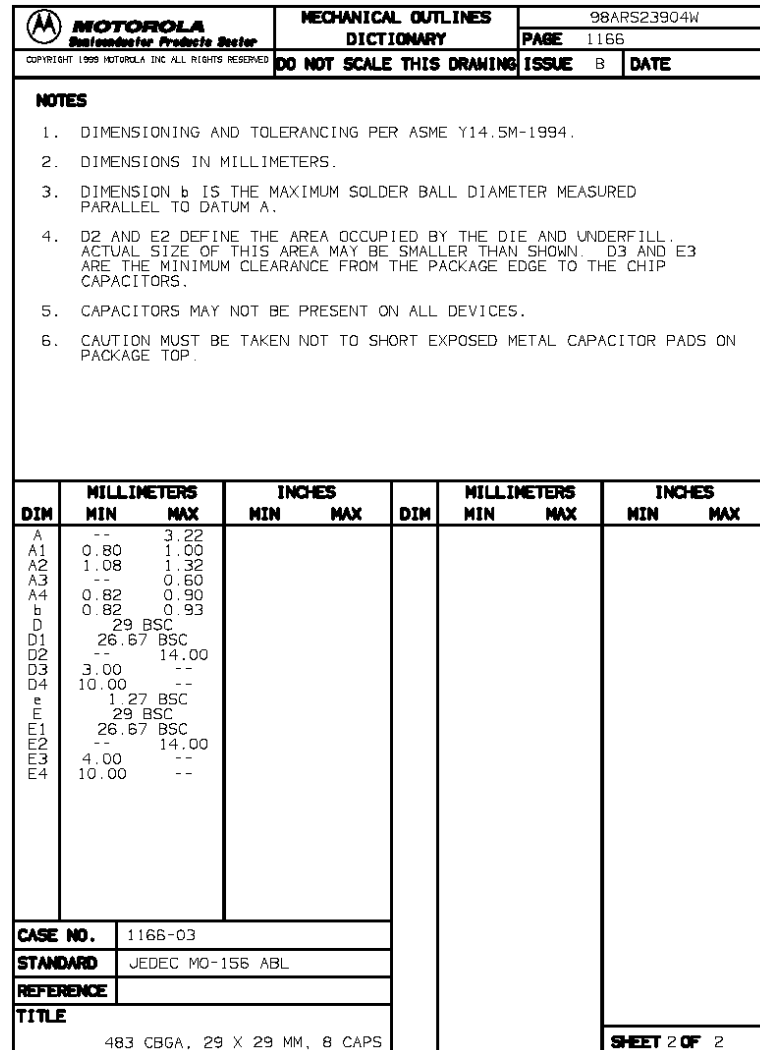 MOTOROLA
Semiconductor Products Sector
COPYRIGHT 1999 MOTOROLA INC ALL RIGHTS RESERVED
MECHANICAL OUTLINES
DICTIONARY
DO NOT SCALE THIS DRAWING
98ARS23904W
PAGE 1166
ISSUE B DATE
NOTES
1. DIMENSIONING AND TOLERANCING PER ASME Y14.5M-1994.
2. DIMENSIONS IN MILLIMETERS.
3. DIMENSION b IS THE MAXIMUM SOLDER BALL DIAMETER MEASURED
PARALLEL TO DATUM A.
4. D2 AND E2 DEFINE THE AREA OCCUPIED BY THE DIE AND UNDERFILL.
ACTUAL SIZE OF THIS AREA MAY BE SMALLER THAN SHOWN. D3 AND E3
ARE THE MINIMUM CLEARANCE FROM THE PACKAGE EDGE TO THE CHIP
CAPACITORS.
5. CAPACITORS MAY NOT BE PRESENT ON ALL DEVICES.
6. CAUTION MUST BE TAKEN NOT TO SHORT EXPOSED METAL CAPACITOR PADS ON
PACKAGE TOP.
MILLIMETERS INCHES MILLIMETERS INCHES
DIM MIN MAX MIN MAX DIM MIN MAX MIN MAX
A -- 3.22
A1 0.80 1.00
A2 1.08 1.32
A3 -- 0.60
A4 0.82 0.90
b 0.82 0.93
D 29 BSC
D1 26.67 BSC
D2 -- 14.00
D3 3.00 --
D4 10.00 --
e 1.27 BSC
E 29 BSC
E1 26.67 BSC
E2 -- 14.00
E3 4.00 --
E4 10.00 --
CASE NO. 1166-03
STANDARD JEDEC MO-156 ABL
REFERENCE
TITLE
483 CBGA, 29 X 29 MM, 8 CAPS
SHEET 2 OF 2